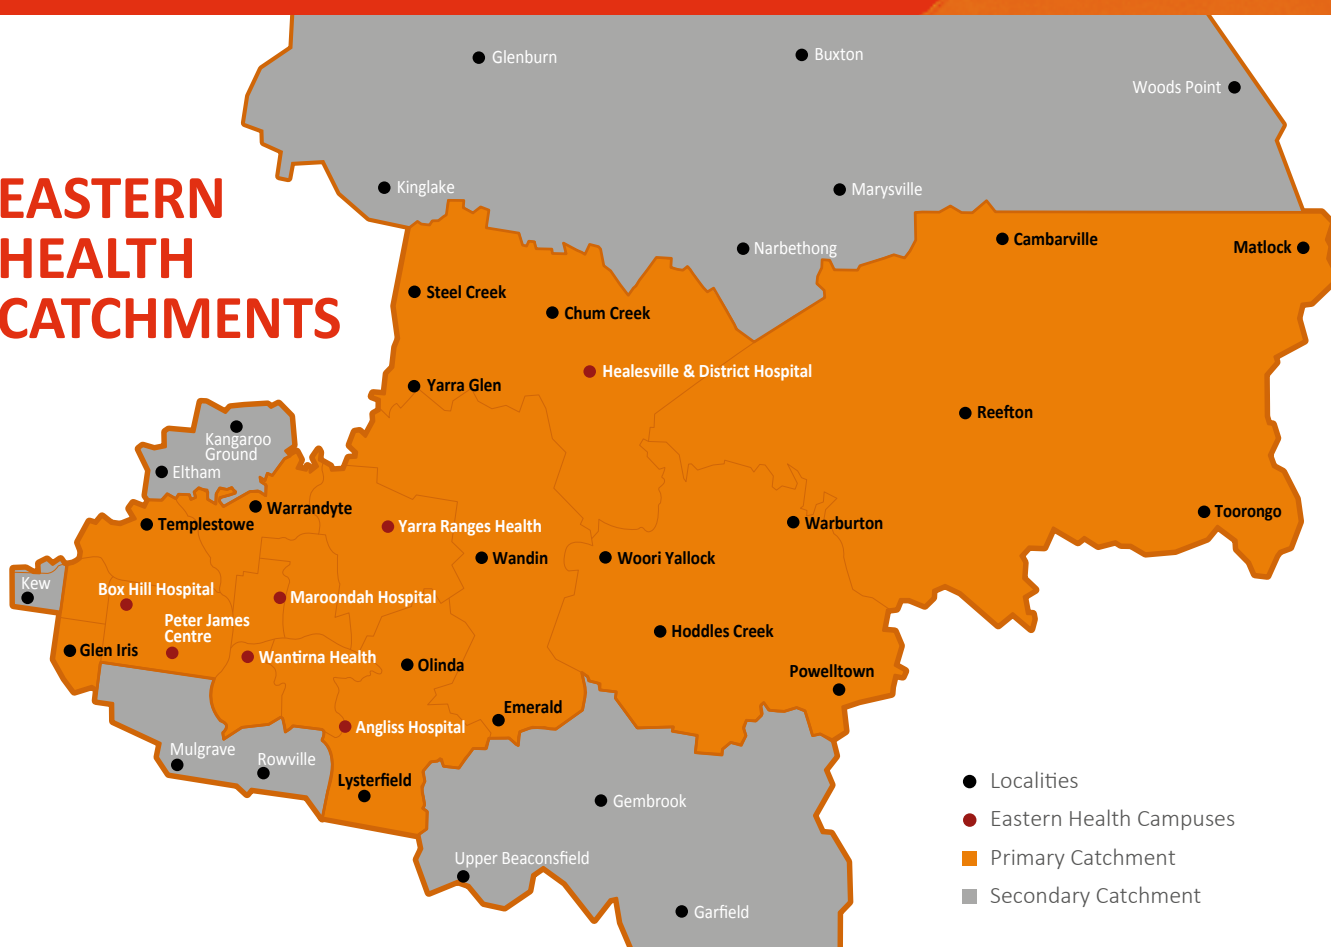 EASTERN
HEALTH
CATCHMENTS
Glenburn
Buxton
Woods Point
Kinglake
Marysville
Narbethong
Cambarville
Matlock
Steel Creek
Chum Creek
Healesville & District Hospital
Yarra Glen
Reefton
Kangaroo
Ground
Eltham
Warrandyte
Templestowe
Yarra Ranges Health
Warburton
Toorongo
Wandin
Woori Yallock
Kew
Box Hill Hospital
Maroondah Hospital
Peter James
Centre
Hoddles Creek
Glen Iris
Wantirna Health
Olinda
Powelltown
Emerald
Angliss Hospital
Mulgrave
Rowville
Lysterfield
Gembrook
Upper Beaconsfield
Garfield
Localities
Eastern Health Campuses
Primary Catchment
Secondary Catchment